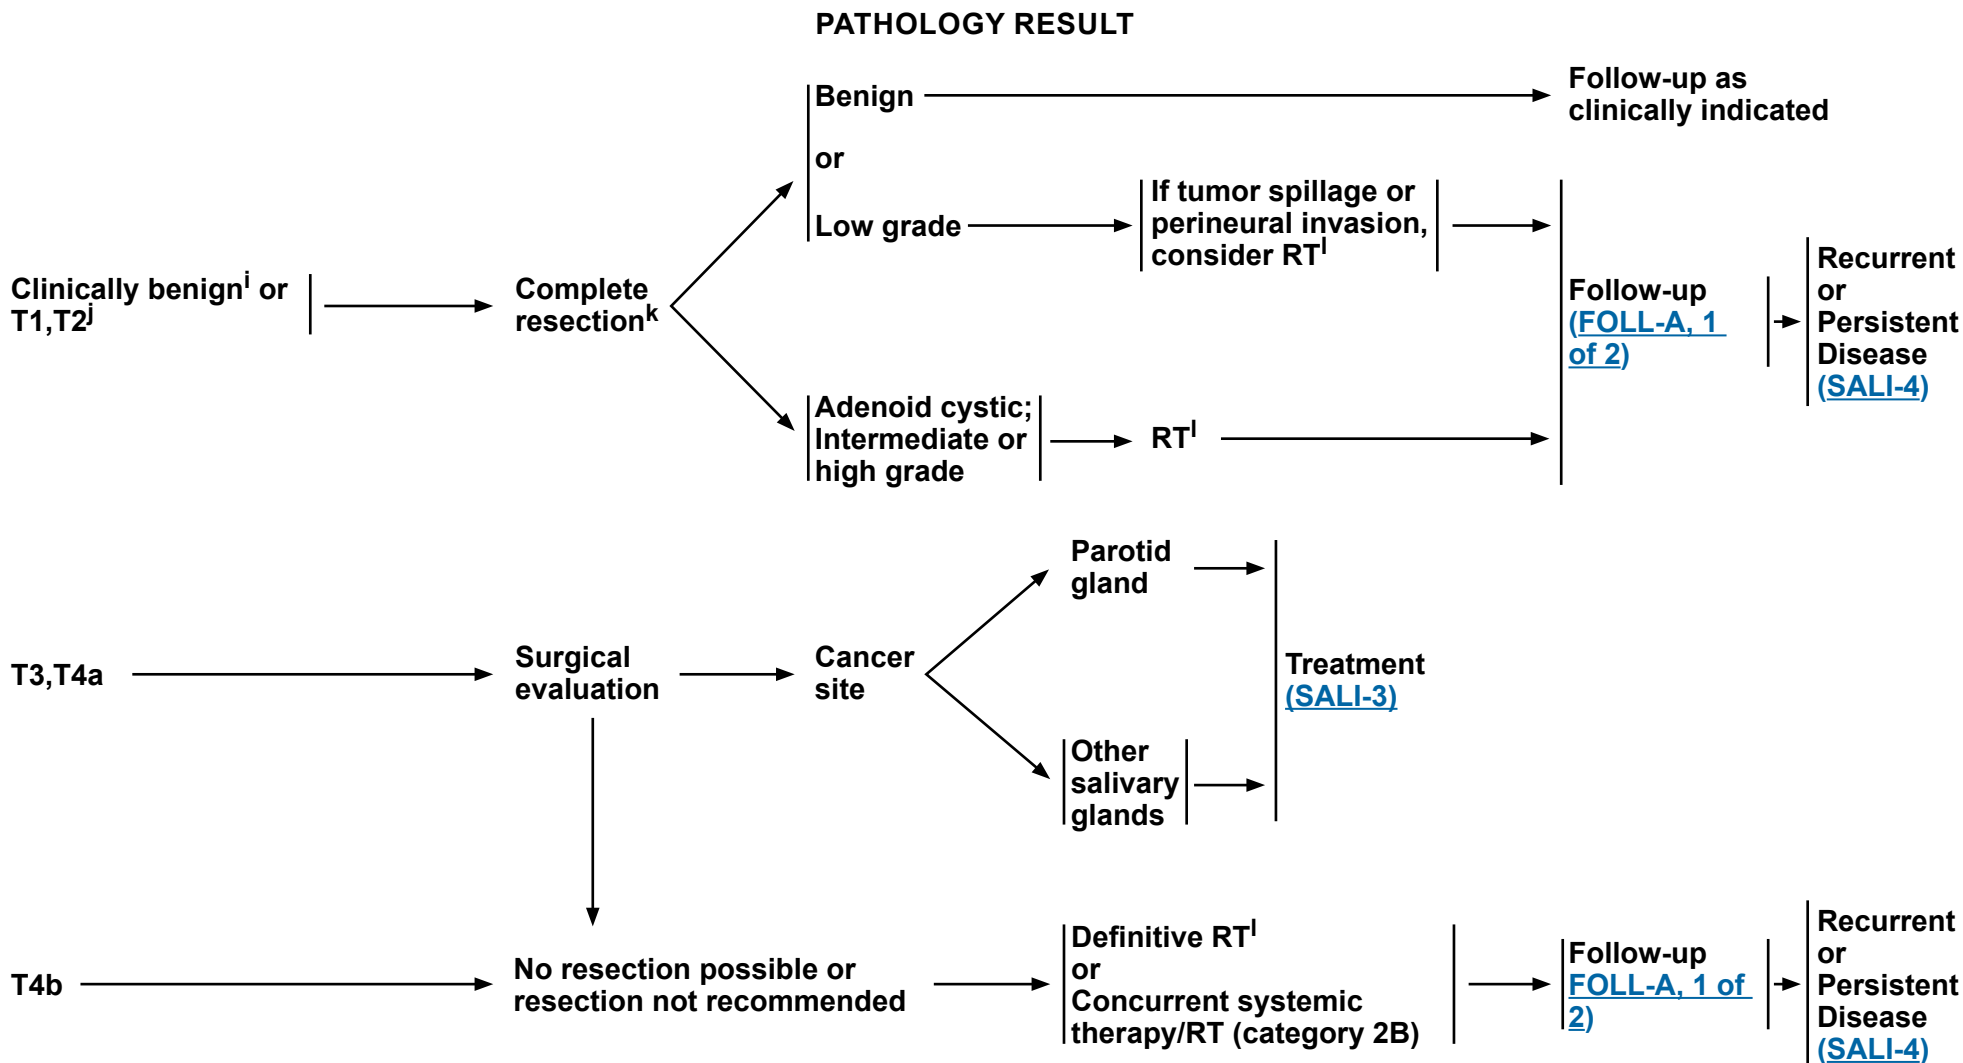 PATHOLOGY RESULT
Clinically benign^i or
T1,T2^j
Complete
resection^k
Benign
or
Low grade
Follow-up as
clinically indicated
If tumor spillage or
perineural invasion,
consider RT^l
Adenoid cystic;
Intermediate or
high grade
RT^l
Follow-up
(FOLL-A, 1
of 2)
Recurrent
or
Persistent
Disease
(SALI-4)
T3,T4a
Surgical
evaluation
Cancer
site
Parotid
gland
Other
salivary
glands
Treatment
(SALI-3)
T4b
No resection possible or
resection not recommended
Definitive RT^l
or
Concurrent systemic
therapy/RT (category 2B)
Follow-up
FOLL-A, 1 of
2)
Recurrent
or
Persistent
Disease
(SALI-4)